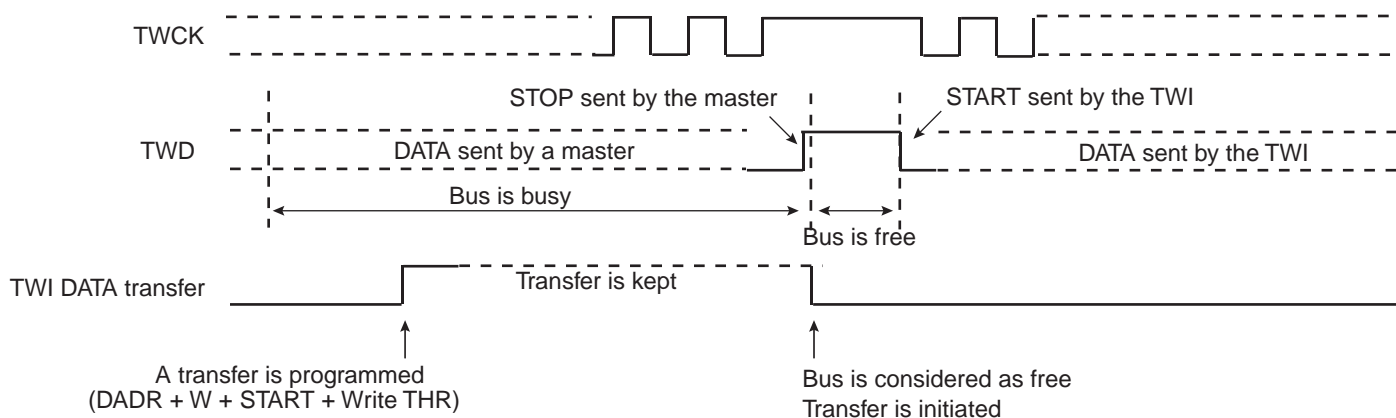 TWCK
STOP sent by the master
START sent by the TWI
TWD
DATA sent by a master
DATA sent by the TWI
Bus is busy
Bus is free
TWI DATA transfer
Transfer is kept
A transfer is programmed
(DADR + W + START + Write THR)
Bus is considered as free
Transfer is initiated